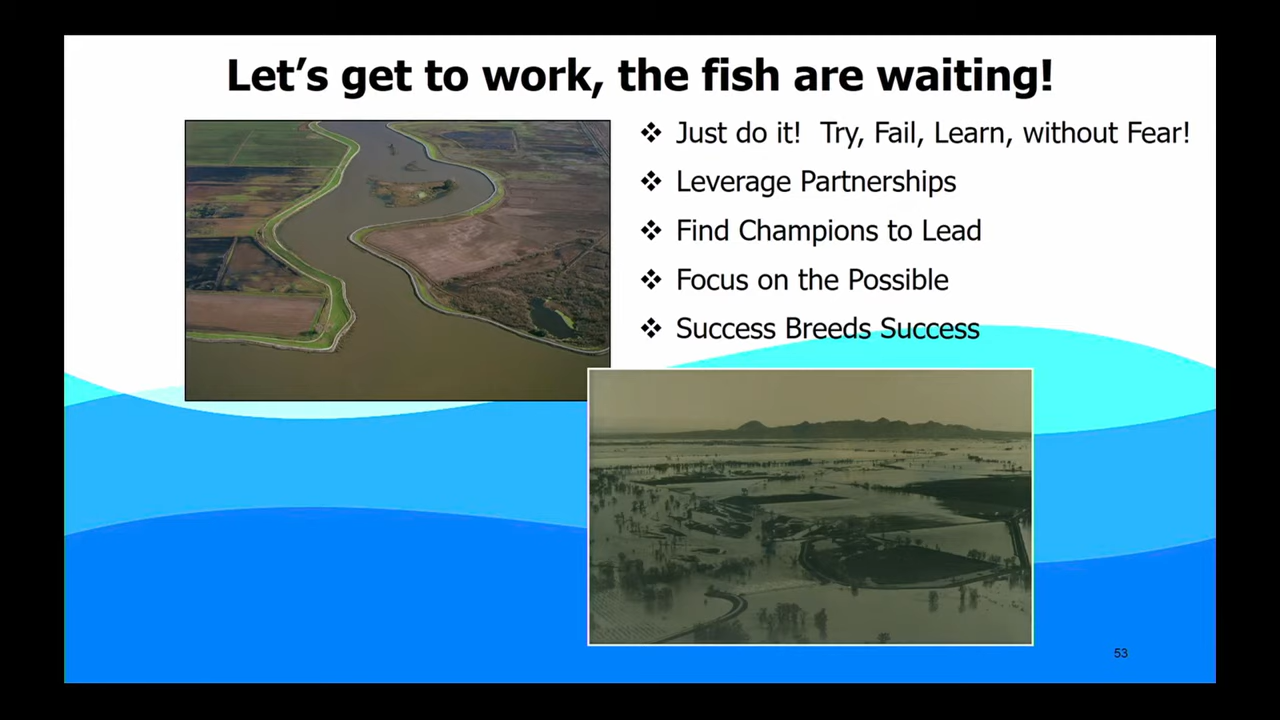 Let’s get to work, the fish are waiting!
❖ Just do it!  Try, Fail, Learn, without Fear!
❖ Leverage Partnerships
❖ Find Champions to Lead
❖ Focus on the Possible
❖ Success Breeds Success
53